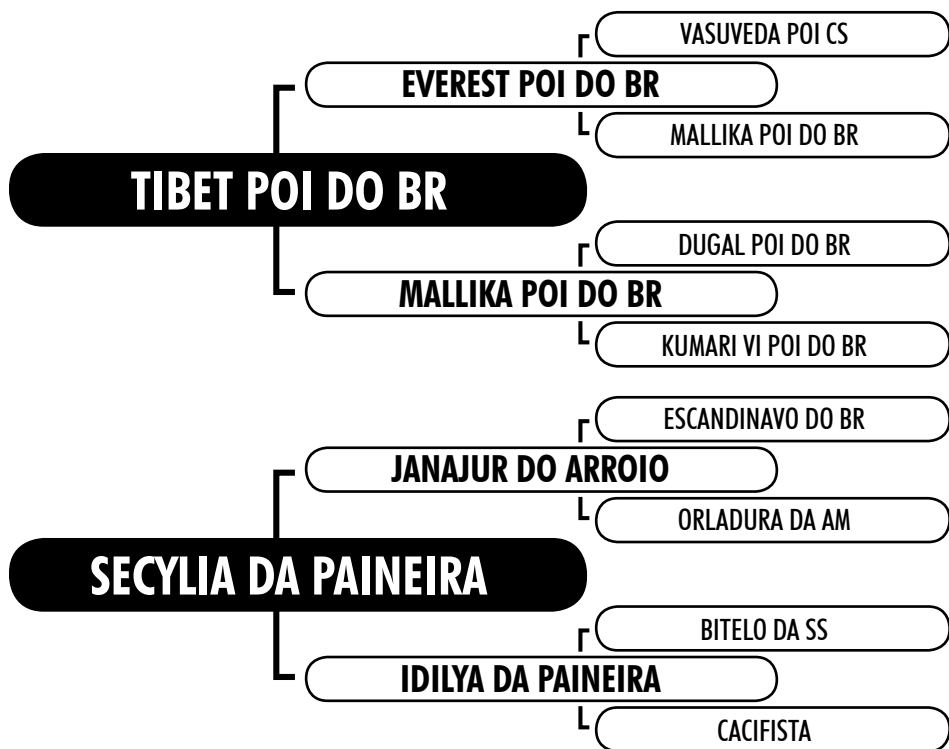 VASUVEDA POI CS
EVEREST POI DO BR
MALLIKA POI DO BR
TIBET POI DO BR
DUGAL POI DO BR
MALLIKA POI DO BR
KUMARI VI POI DO BR
ESCANDINAVO DO BR
JANAJUR DO ARROIO
ORLADURA DA AM
SECYLIA DA PAINEIRA
BITELO DA SS
IDILYA DA PAINEIRA
CACIFISTA